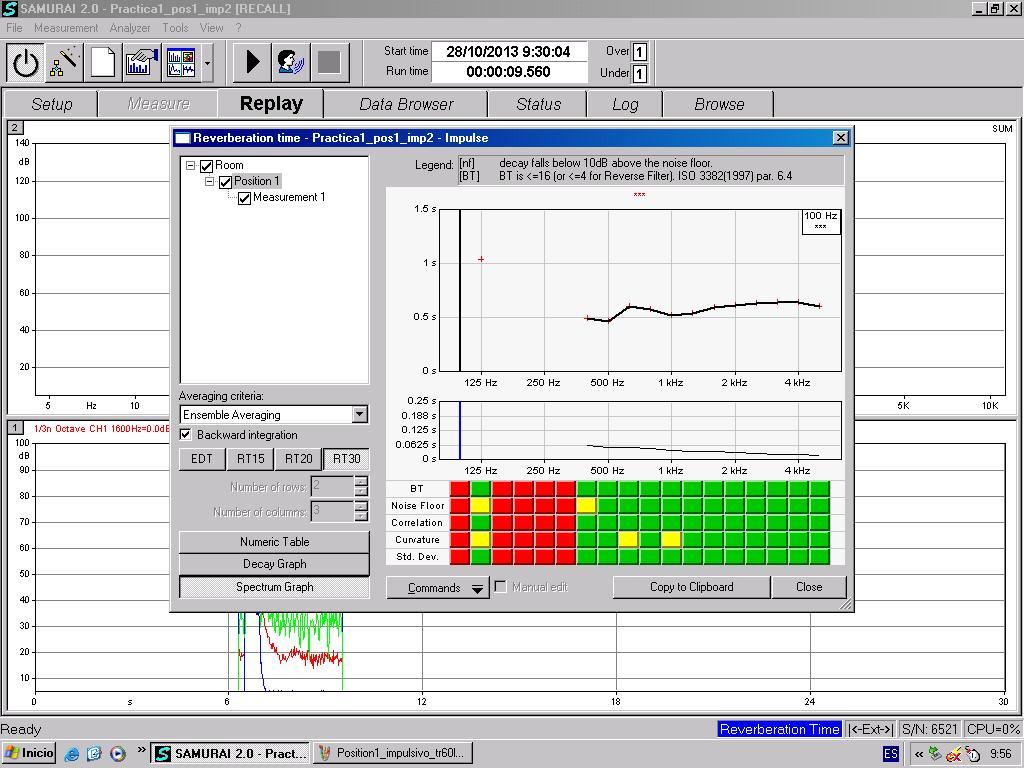 SAMURAI 2.0 - Practica1_pos1_imp2 [RECALL]
File Measurement Analyzer Tools View ?
Start time 28/10/2013 9:30:04 Over 1
Run time 00:00:09.560 Under 1
Setup Measure Replay Data Browser Status Log Browse
2
SUM
140
dB
120
100
80
60
40
20
5 Hz 10 5K 10K
1 1/3n Octave CH1 1600Hz=0.0dB
100
dB
90
80
70
60
50
40
30
20
10
0 s 6 12 18 24 30
Reverberation time - Practica1_pos1_imp2 - Impulse
Room
Position 1
Measurement 1
Averaging criteria:
Ensemble Averaging
Backward integration
EDT RT15 RT20 RT30
Number of rows: 2
Number of columns: 3
Numeric Table
Decay Graph
Spectrum Graph
Legend: [nf] decay falls below 10dB above the noise floor.
[BT] BT is <=16 (or <=4 for Reverse Filter). ISO 3382(1997) par. 6.4
***
1.5 s
100 Hz
***
1 s
0.5 s
0 s
125 Hz 250 Hz 500 Hz 1 kHz 2 kHz 4 kHz
0.25 s
0.188 s
0.125 s
0.0625 s
0 s
125 Hz 250 Hz 500 Hz 1 kHz 2 kHz 4 kHz
BT
Noise Floor
Correlation
Curvature
Std. Dev.
Commands Manual edit Copy to Clipboard Close
Ready Reverberation Time |<-Ext->| S/N: 6521 CPU=0%
Inicio » SAMURAI 2.0 - Pract... Position1_impulsivo_tr60l... ES « 9:56